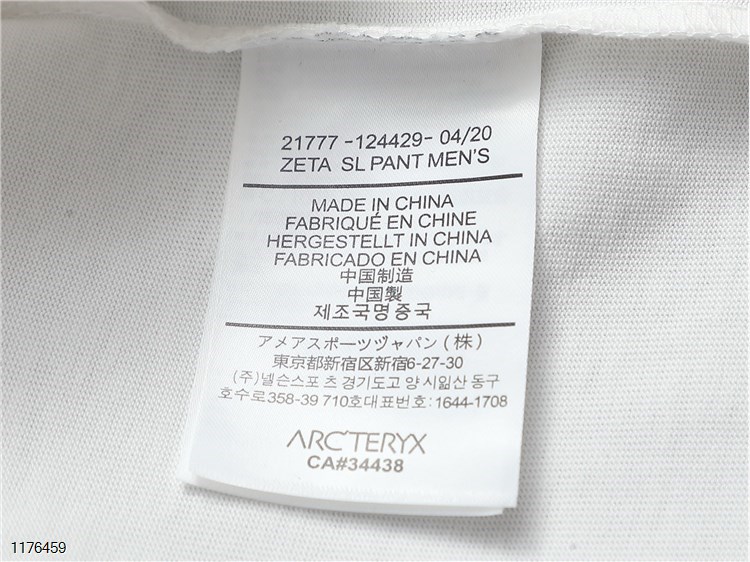 21777 -124429- 04/20
ZETA SL PANT MEN'S
MADE IN CHINA
FABRIQUÉ EN CHINE
HERGESTELLT IN CHINA
FABRICADO EN CHINA
中国制造
中国製
제조국명중국
アメアスポーツヅャパン(株)
東京都新宿区新宿6-27-30
(주)넬슨스포 츠 경기도고 양 시일산 동구
호수로358-39 710호대표번호: 1644-1708
ARC'TERYX
CA#34438
1176459